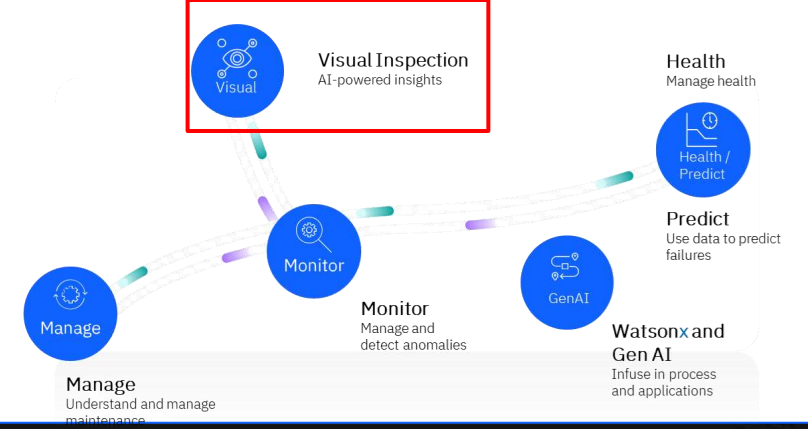 Visual
Visual Inspection
AI-powered insights
Health
Manage health
Health /
Predict
Predict
Use data to predict
failures
Monitor
Monitor
Manage and
detect anomalies
GenAI
Watsonx and
Gen AI
Infuse in process
and applications
Manage
Manage
Understand and manage
maintenance